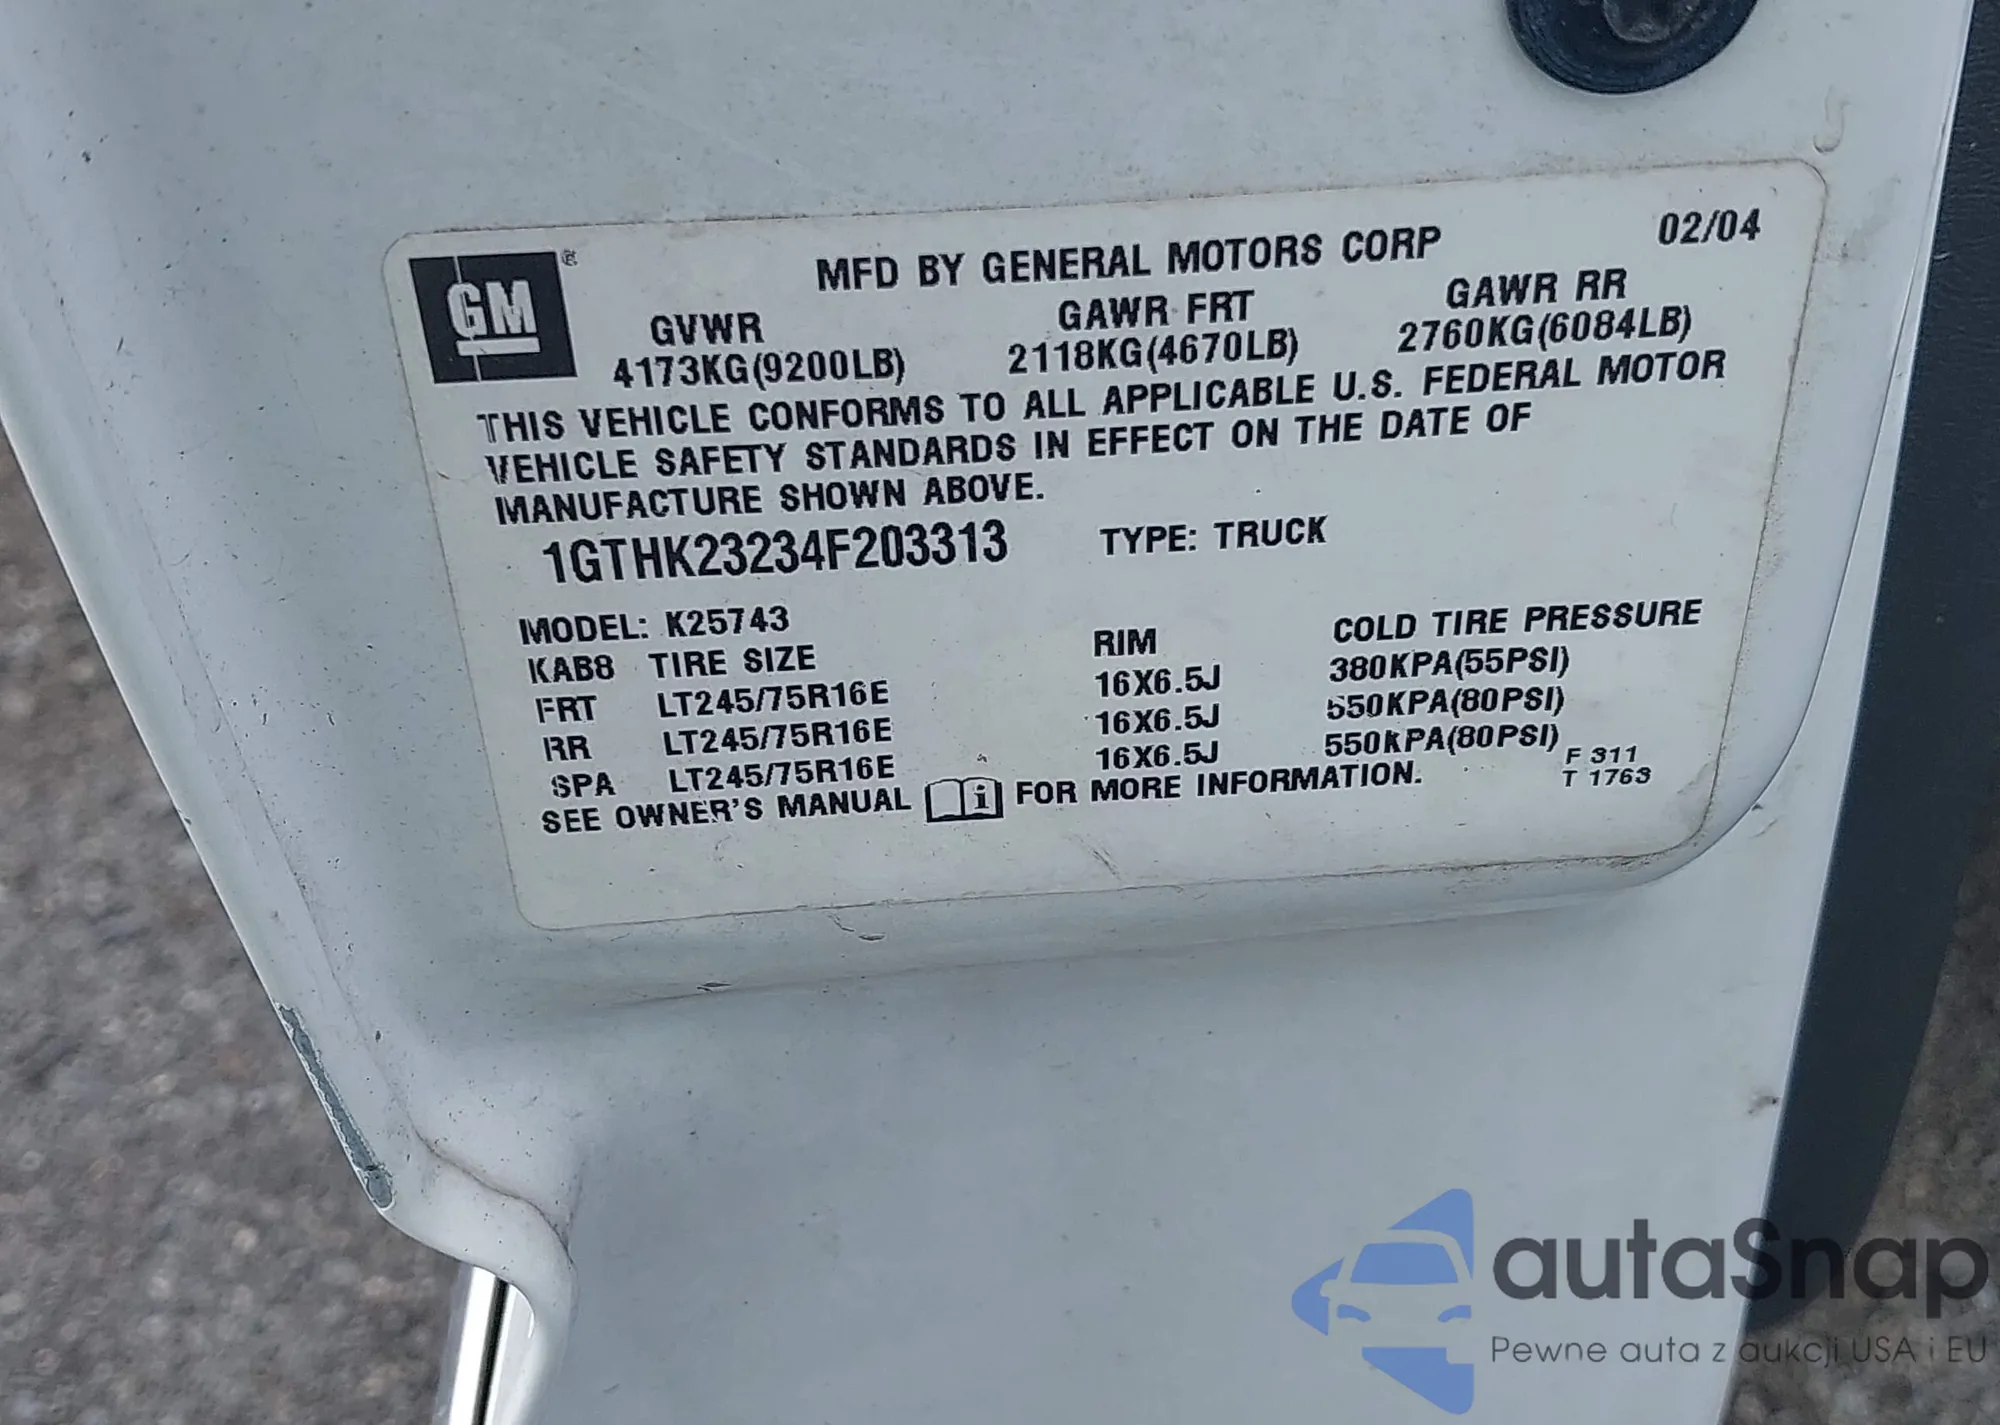 GM ®
MFD BY GENERAL MOTORS CORP 02/04
GVWR GAWR FRT GAWR RR
4173KG(9200LB) 2118KG(4670LB) 2760KG(6084LB)
THIS VEHICLE CONFORMS TO ALL APPLICABLE U.S. FEDERAL MOTOR
VEHICLE SAFETY STANDARDS IN EFFECT ON THE DATE OF
MANUFACTURE SHOWN ABOVE.
1GTHK23234F203313 TYPE: TRUCK
MODEL: K25743
KAB8 TIRE SIZE RIM COLD TIRE PRESSURE
FRT LT245/75R16E 16X6.5J 380KPA(55PSI)
RR LT245/75R16E 16X6.5J 550KPA(80PSI)
SPA LT245/75R16E 16X6.5J 550KPA(80PSI)
SEE OWNER'S MANUAL i FOR MORE INFORMATION.
F 311
T 1763
autaSnap
Pewne auta z aukcji USA i EU